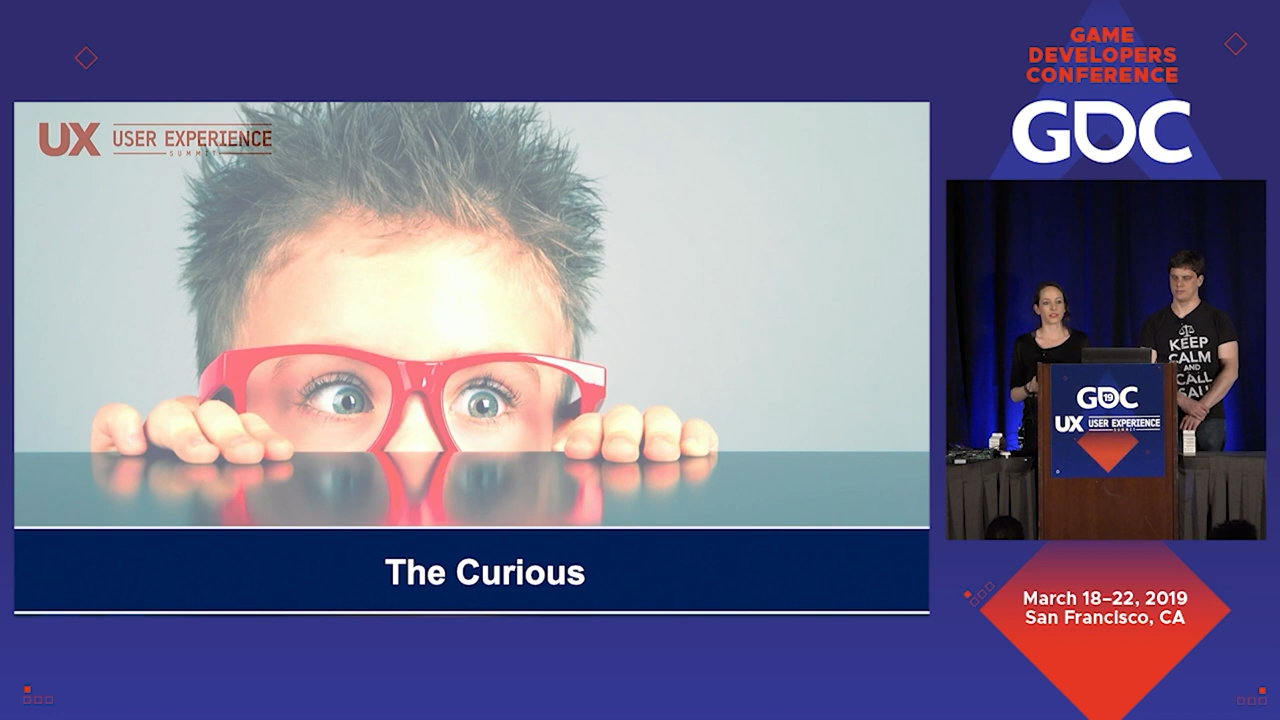 GAME
DEVELOPERS
CONFERENCE
GDC
UX USER EXPERIENCE
SUMMIT
The Curious
KEEP
CALM
AND
CALL
GDC
19
UX USER EXPERIENCE
SUMMIT
March 18–22, 2019
San Francisco, CA